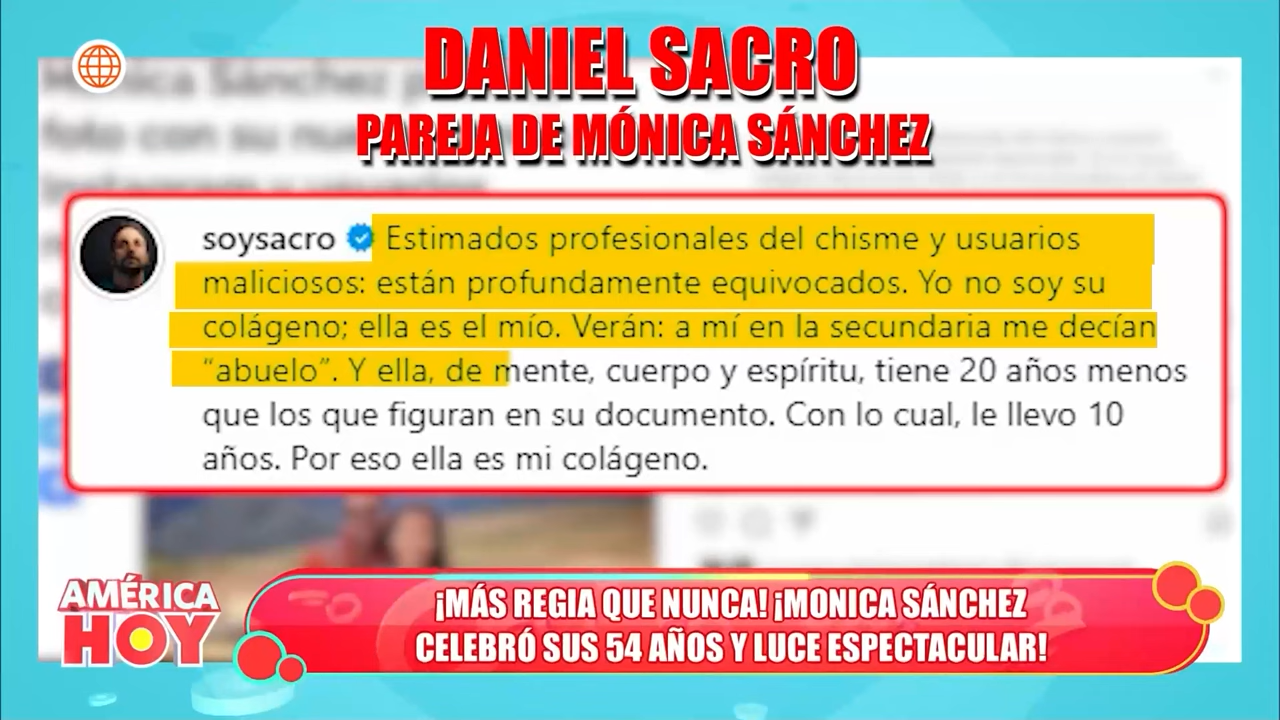 DANIEL SACRO
PAREJA DE MÓNICA SÁNCHEZ
soysacro Estimados profesionales del chisme y usuarios
maliciosos: están profundamente equivocados. Yo no soy su
colágeno; ella es el mío. Verán: a mí en la secundaria me decían
“abuelo”. Y ella, de mente, cuerpo y espíritu, tiene 20 años menos
que los que figuran en su documento. Con lo cual, le llevo 10
años. Por eso ella es mi colágeno.
AMÉRICA
HOY
¡MÁS REGIA QUE NUNCA! ¡MONICA SÁNCHEZ
CELEBRÓ SUS 54 AÑOS Y LUCE ESPECTACULAR!